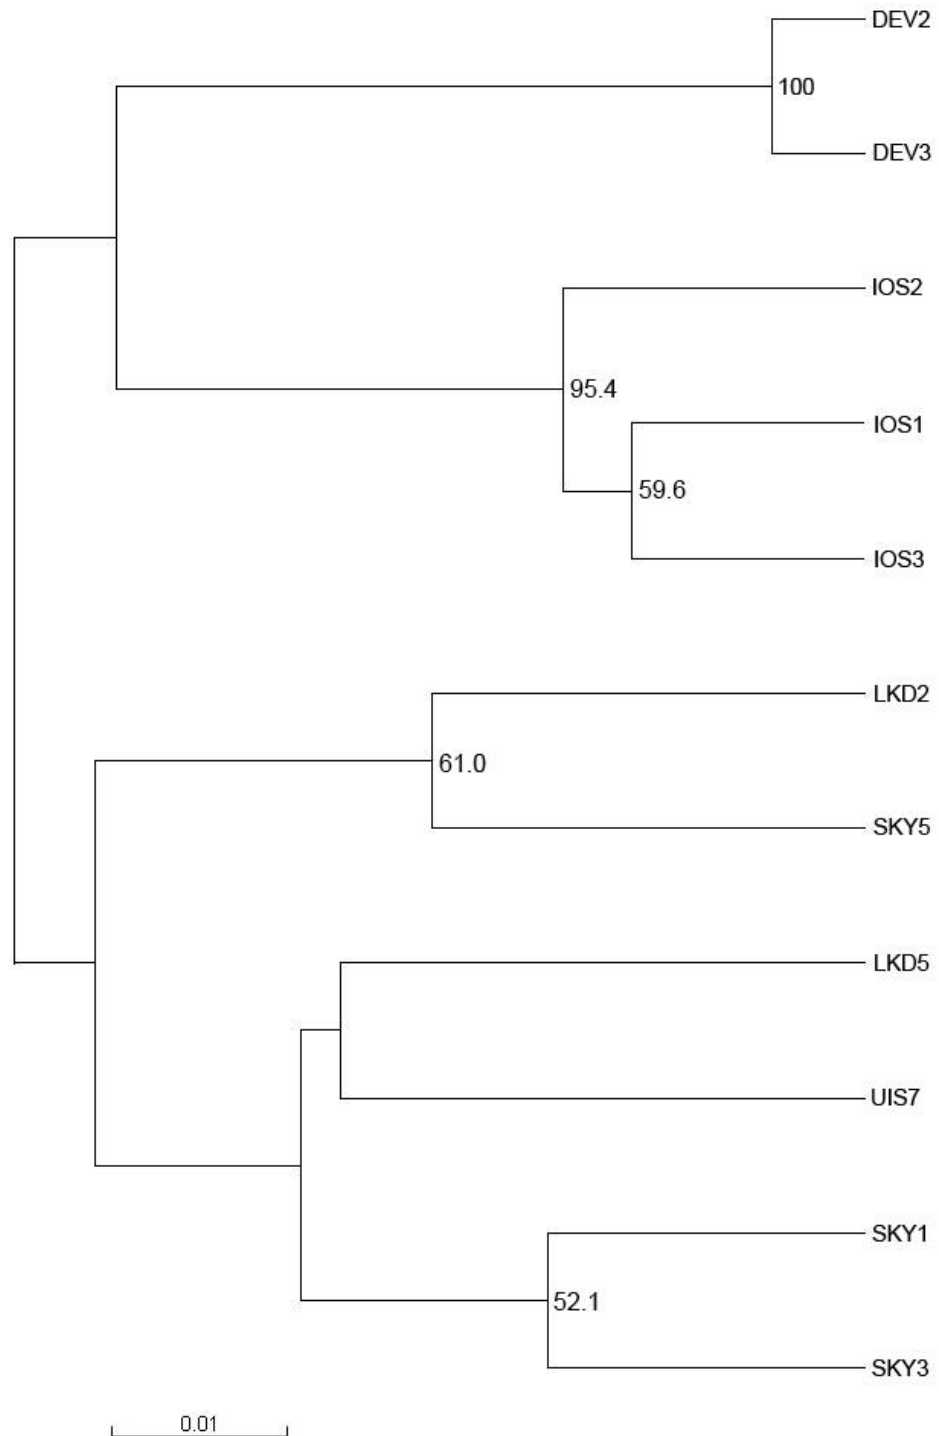 DEV2
100
DEV3
IOS2
95.4
IOS1
59.6
IOS3
LKD2
61.0
SKY5
LKD5
UIS7
SKY1
52.1
SKY3
0.01